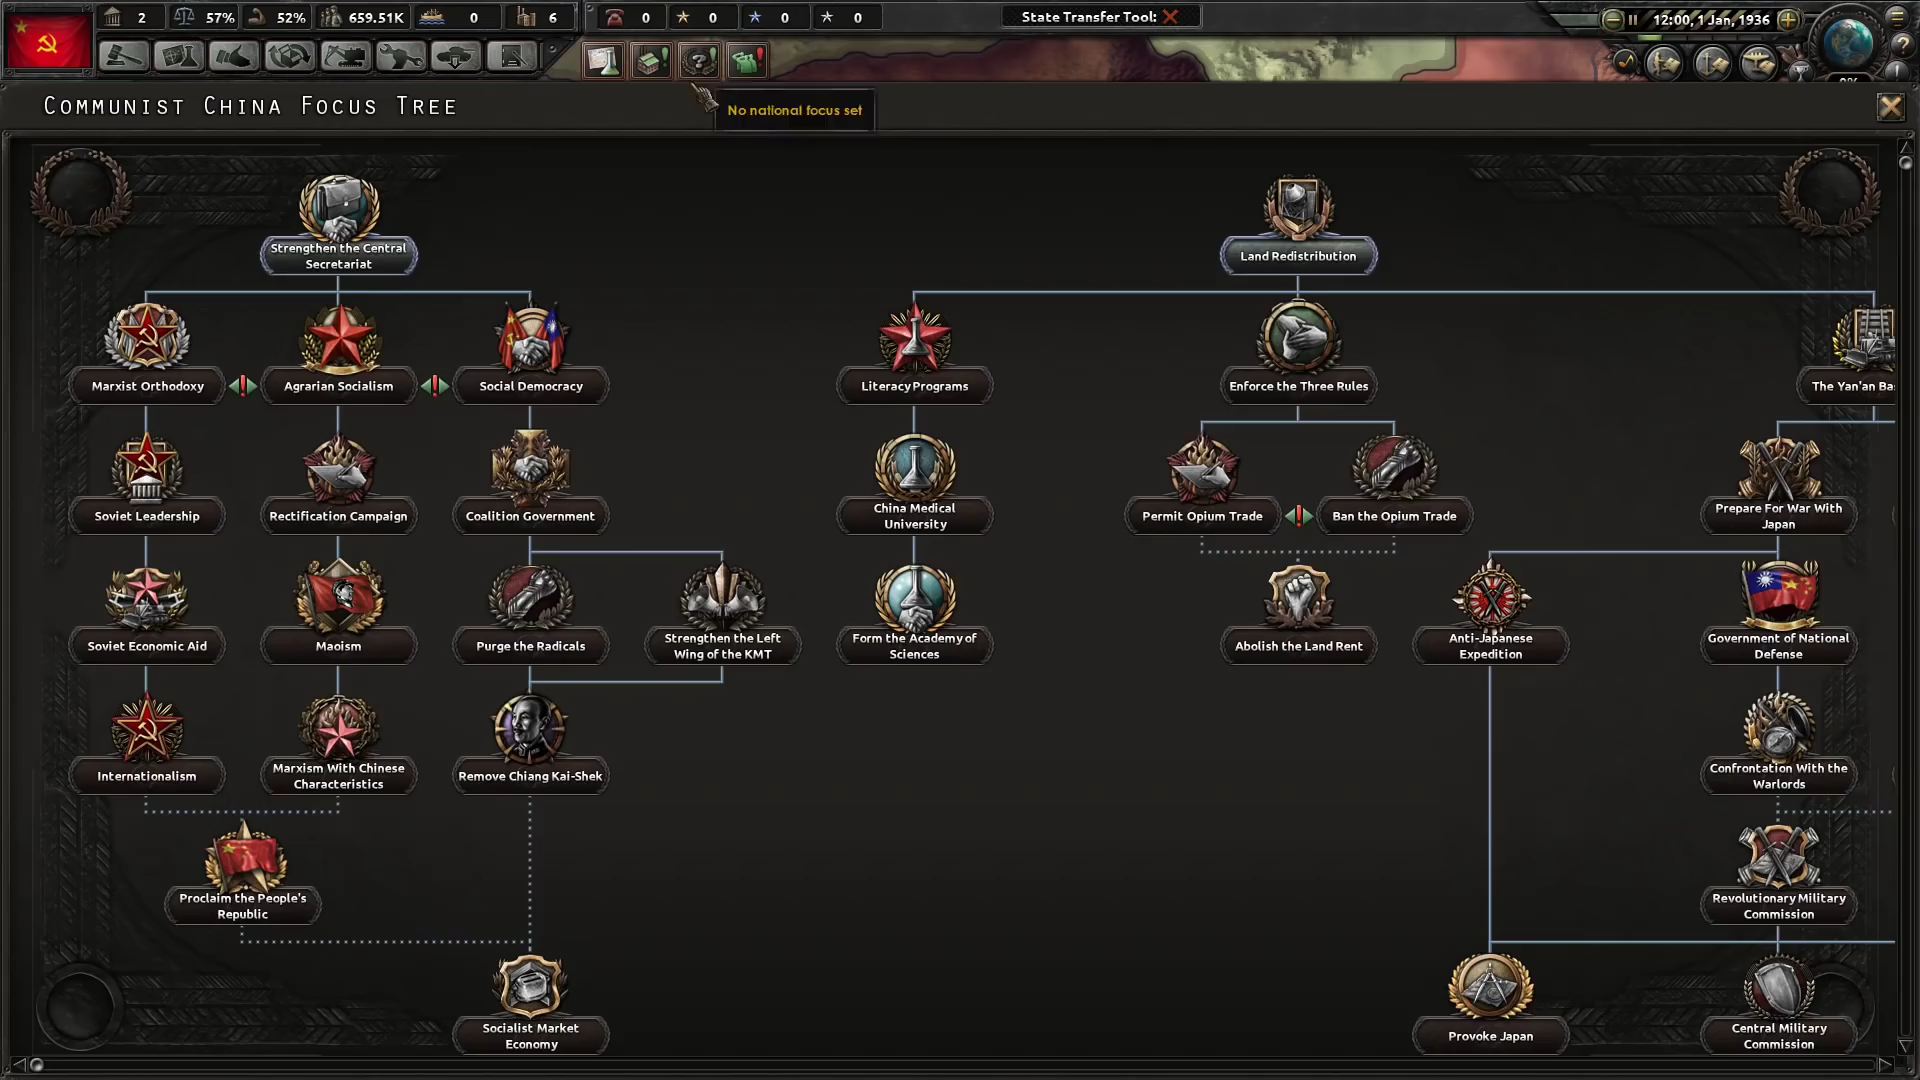 2
57%
52%
659.51K
0
6
0
0
0
0
State Transfer Tool:
12:00, 1 Jan, 1936
Communist China Focus Tree
No national focus set
Strengthen the Central
Secretariat
Land Redistribution
Marxist Orthodoxy
Agrarian Socialism
Social Democracy
Literacy Programs
Enforce the Three Rules
The Yan'an Ba
Soviet Leadership
Rectification Campaign
Coalition Government
China Medical
University
Permit Opium Trade
Ban the Opium Trade
Prepare For War With
Japan
Soviet Economic Aid
Maoism
Purge the Radicals
Strengthen the Left
Wing of the KMT
Form the Academy of
Sciences
Abolish the Land Rent
Anti-Japanese
Expedition
Government of National
Defense
Internationalism
Marxism With Chinese
Characteristics
Remove Chiang Kai-Shek
Confrontation With the
Warlords
Proclaim the People's
Republic
Revolutionary Military
Commission
Socialist Market
Economy
Provoke Japan
Central Military
Commission